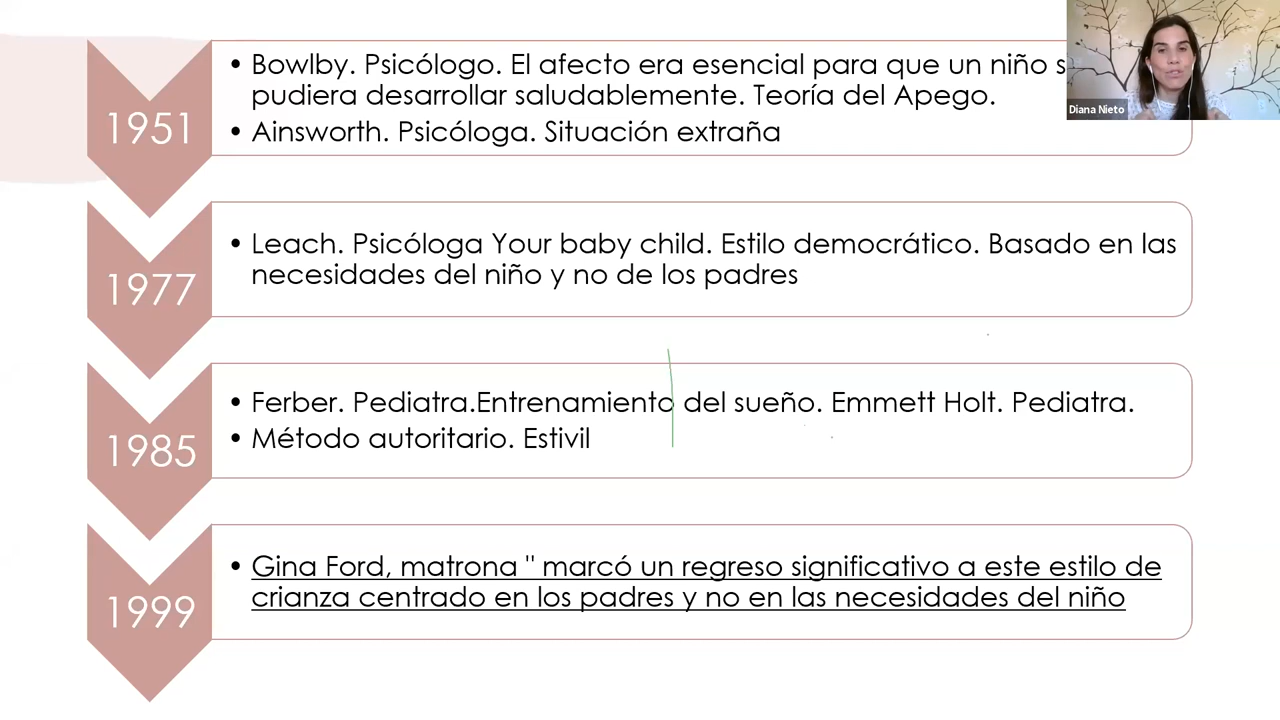 1951
• Bowlby. Psicólogo. El afecto era esencial para que un niño s
pudiera desarrollar saludablemente. Teoría del Apego.
• Ainsworth. Psicóloga. Situación extraña
Diana Nieto
1977
• Leach. Psicóloga Your baby child. Estilo democrático. Basado en las
necesidades del niño y no de los padres
1985
• Ferber. Pediatra.Entrenamiento del sueño. Emmett Holt. Pediatra.
• Método autoritario. Estivil
1999
• Gina Ford, matrona " marcó un regreso significativo a este estilo de
crianza centrado en los padres y no en las necesidades del niño